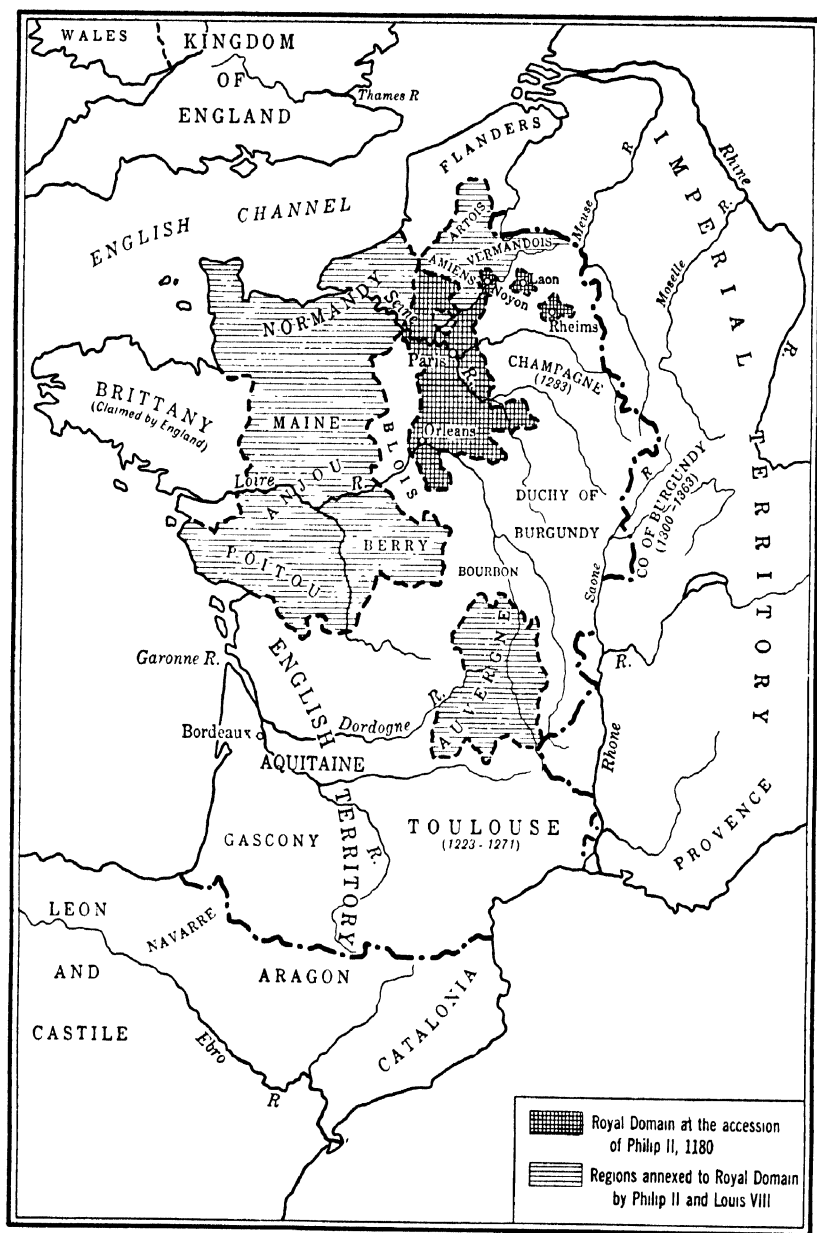 WALES
KINGDOM
OF
ENGLAND
Thames R
FLANDERS
ENGLISH CHANNEL
ARTOIS
VERMANDOIS
AMIENS
Noyon
Laon
Rheims
Meuse R
Rhine R.
Moselle R.
IMPERIAL TERRITORY
NORMANDY
Seine R.
Paris
CHAMPAGNE
(1293)
BRITTANY
(Claimed by England)
MAINE
BLOIS
Orleans
Loire R.
ANJOU
DUCHY OF
BURGUNDY
CO OF BURGUNDY
(1300-1363)
R
Saone
POITOU
BERRY
BOURBON
Garonne R.
ENGLISH TERRITORY
AUVERGNE
Dordogne R.
Bordeaux
AQUITAINE
Rhone R.
GASCONY
R.
TOULOUSE
(1223-1271)
PROVENCE
LEON
AND
CASTILE
NAVARRE
ARAGON
CATALONIA
Ebro R
Royal Domain at the accession
of Philip II, 1180
Regions annexed to Royal Domain
by Philip II and Louis VIII